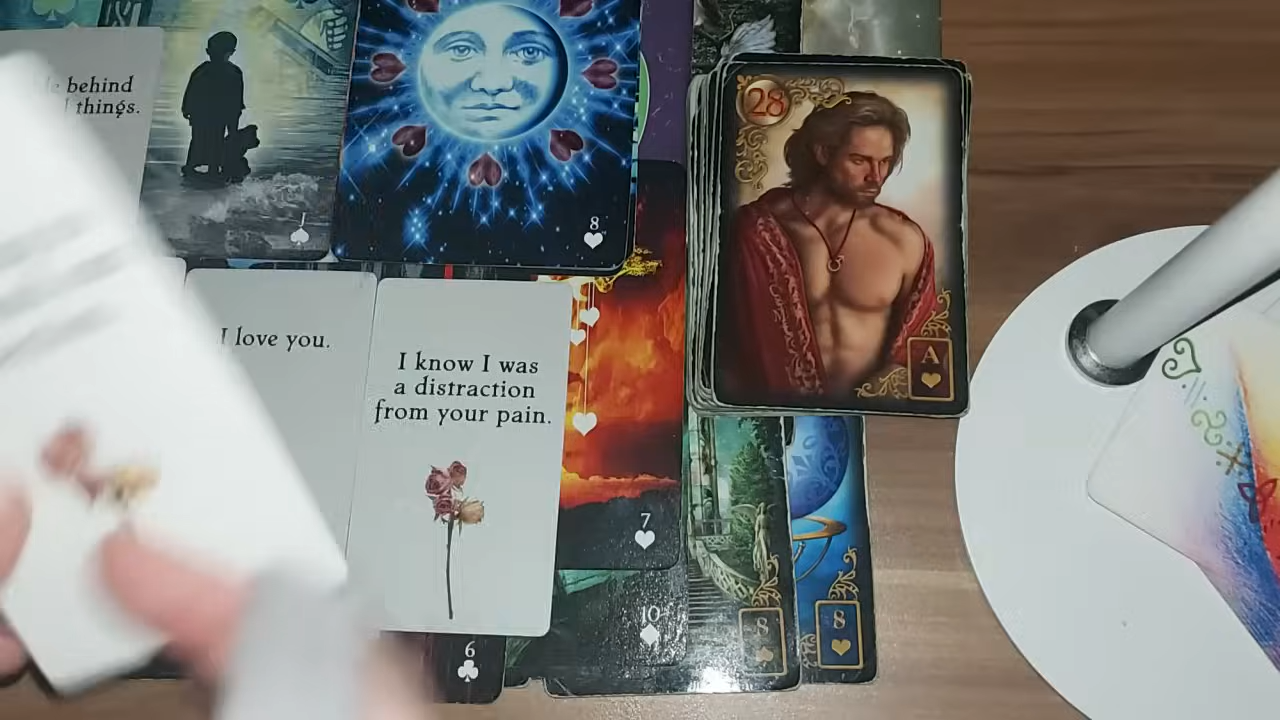 behind
things.
J
8
28
A
I love you.
I know I was
a distraction
from your pain.
7
10
6
8
8